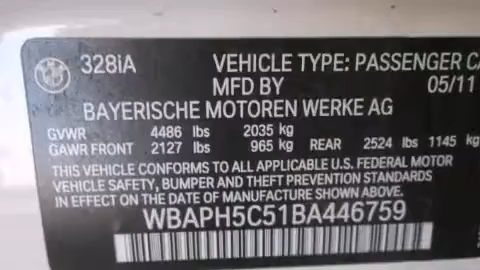 328iA VEHICLE TYPE: PASSENGER CA
MFD BY 05/11
BAYERISCHE MOTOREN WERKE AG
GVWR 4486 lbs 2035 kg
GAWR FRONT 2127 lbs 965 kg REAR 2524 lbs 1145 kg
THIS VEHICLE CONFORMS TO ALL APPLICABLE U.S. FEDERAL MOTOR
VEHICLE SAFETY, BUMPER AND THEFT PREVENTION STANDARDS
IN EFFECT ON THE DATE OF MANUFACTURE SHOWN ABOVE.
WBAPH5C51BA446759